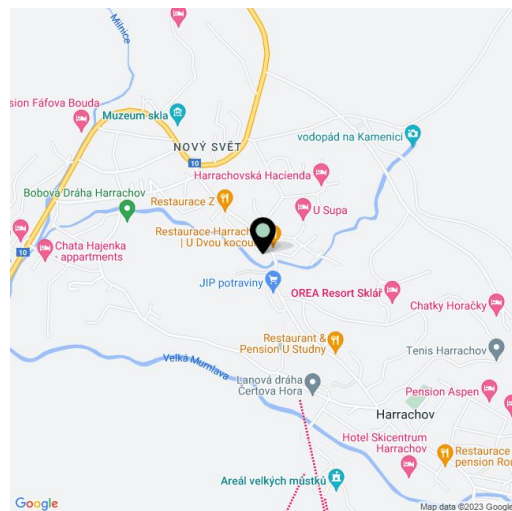 Milnice
sion Fáfova Bouda
Muzeum skla
vodopád na Kamenici
NOVÝ SVĚT
10
Harrachovská Hacienda
Bobová Dráha Harrachov
Restaurace Z
U Supa
Restaurace-Harrach
| U Dvou kocou
10
Chata Hajenka
- appartments
JIP potraviny
OREA Resort Sklář
Chatky Horačky
Restaurant &
Pension U Studny
Tenis Harrachov
Velká Mumlava
Lanová dráha
Čertova Hora
Pension Aspen
Harrachov
Hotel Skicentrum
Harrachov
Restaurace
pension Rou
Areál velkých můstků
Google
Map data ©2023 Google